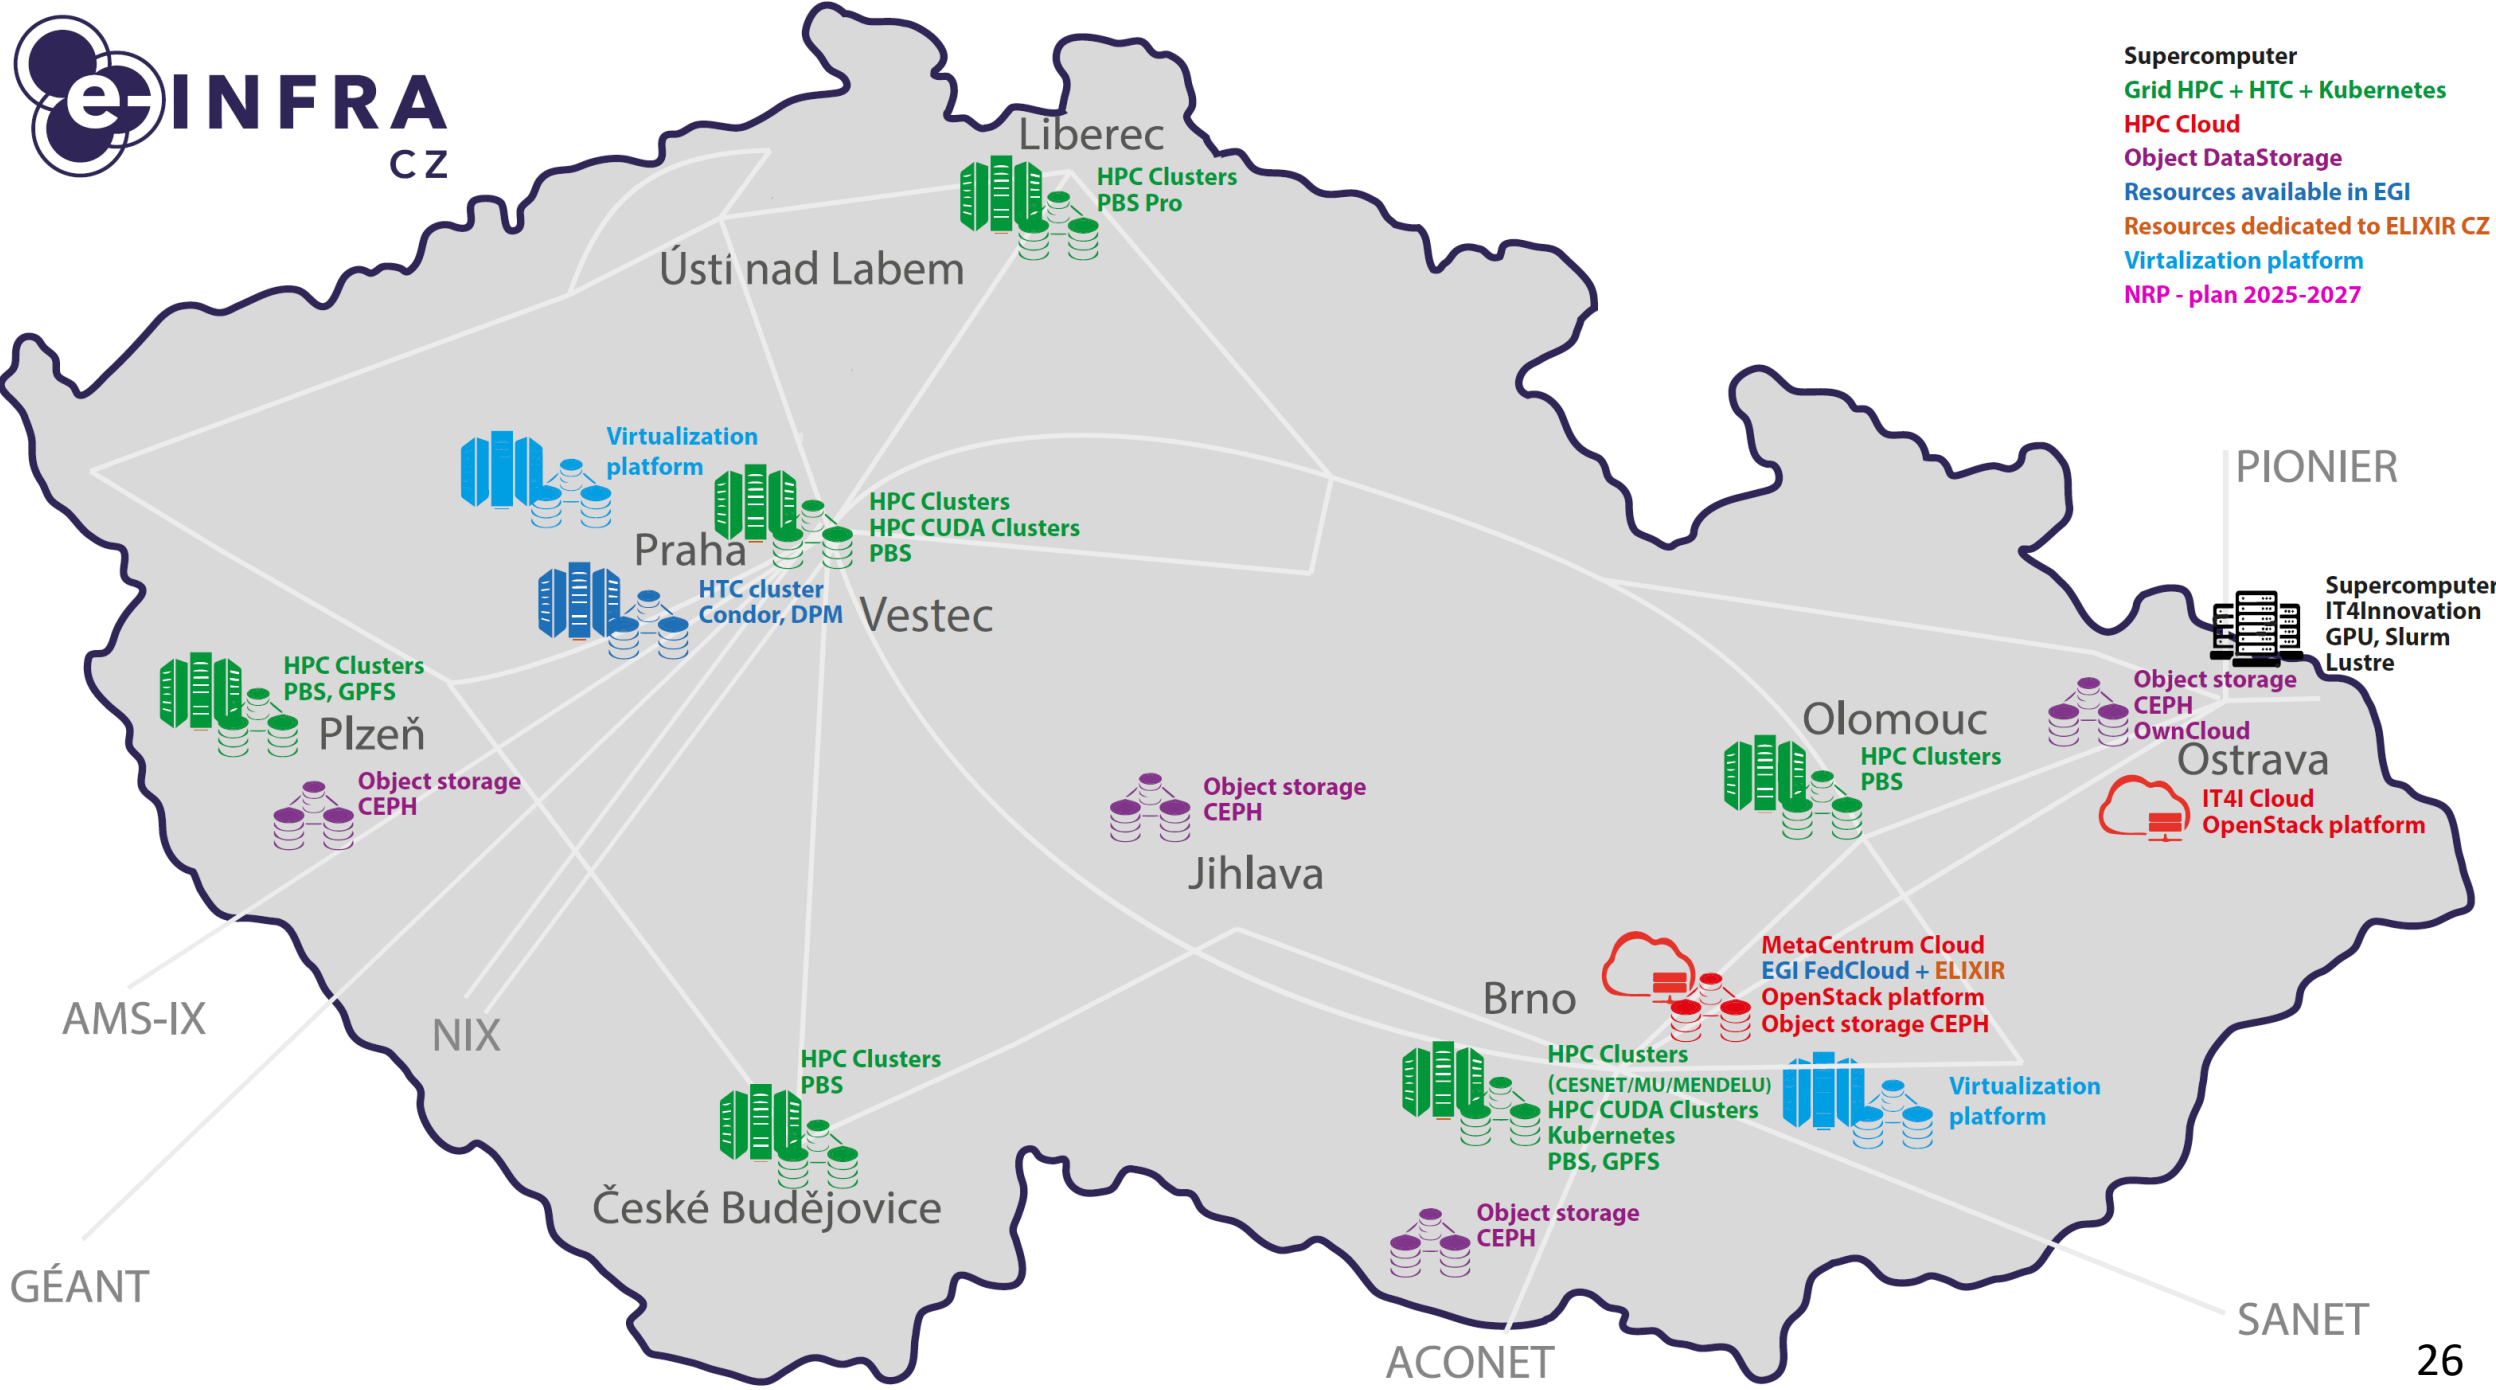 e-INFRA
CZ
Supercomputer
Grid HPC + HTC + Kubernetes
HPC Cloud
Object DataStorage
Resources available in EGI
Resources dedicated to ELIXIR CZ
Virtalization platform
NRP - plan 2025-2027
Liberec
HPC Clusters
PBS Pro
Ústí nad Labem
Virtualization
platform
HPC Clusters
HPC CUDA Clusters
PBS
Praha
HTC cluster
Condor, DPM
Vestec
PIONIER
Supercomputer
IT4Innovation
GPU, Slurm
Lustre
HPC Clusters
PBS, GPFS
Plzeň
Object storage
CEPH
Object storage
CEPH
Jihlava
Olomouc
HPC Clusters
PBS
Object storage
CEPH
OwnCloud
Ostrava
IT4I Cloud
OpenStack platform
MetaCentrum Cloud
EGI FedCloud + ELIXIR
OpenStack platform
Object storage CEPH
Brno
HPC Clusters
(CESNET/MU/MENDELU)
HPC CUDA Clusters
Kubernetes
PBS, GPFS
Virtualization
platform
Object storage
CEPH
AMS-IX
NIX
HPC Clusters
PBS
České Budějovice
GÉANT
ACONET
SANET
26